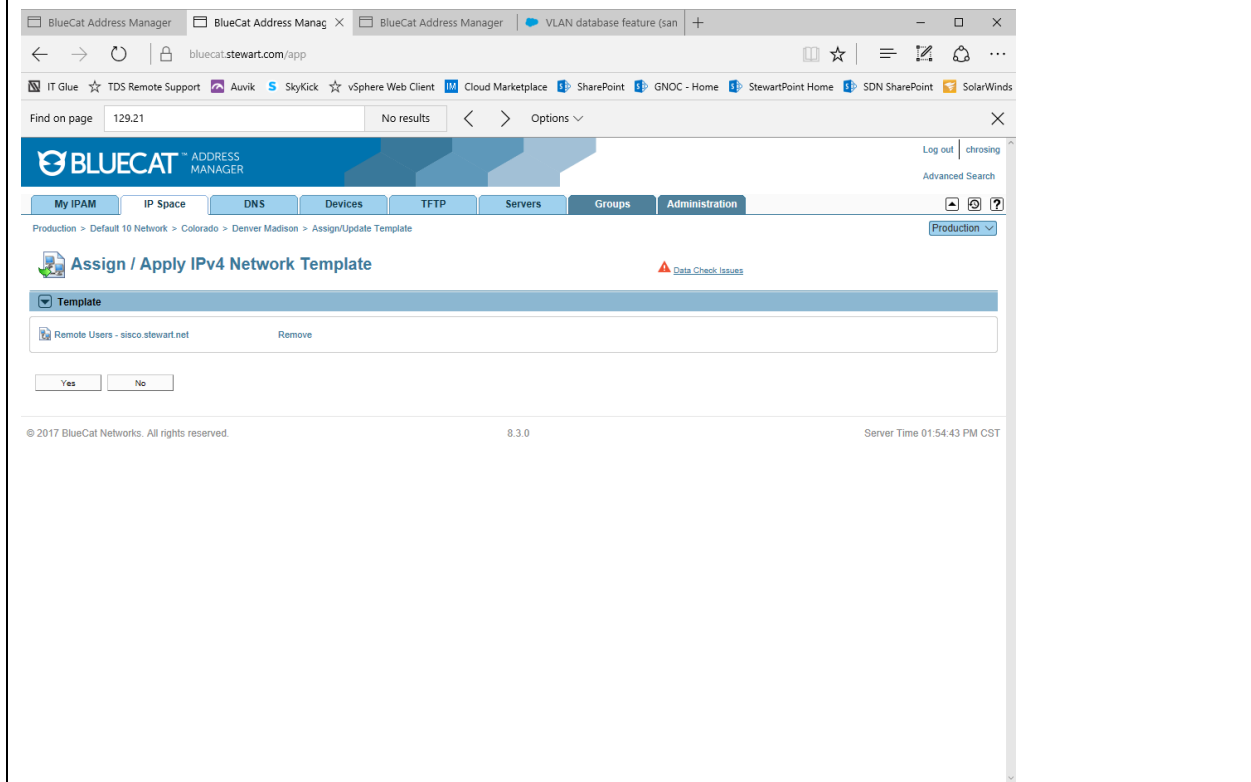 BlueCat Address Manager BlueCat Address Manag BlueCat Address Manager VLAN database feature (san
bluecat.stewart.com/app
IT Glue TDS Remote Support Auvik S SkyKick vSphere Web Client IM Cloud Marketplace SharePoint GNOC - Home StewartPoint Home SDN SharePoint SolarWinds
Find on page 129.21 No results Options
BLUECAT™ ADDRESS MANAGER
Log out chrosing
Advanced Search
My IPAM IP Space DNS Devices TFTP Servers Groups Administration ?
Production > Default 10 Network > Colorado > Denver Madison > Assign/Update Template Production
Assign / Apply IPv4 Network Template Data Check Issues
Template
Remote Users - sisco.stewart.net Remove
Yes No
© 2017 BlueCat Networks. All rights reserved. 8.3.0 Server Time 01:54:43 PM CST